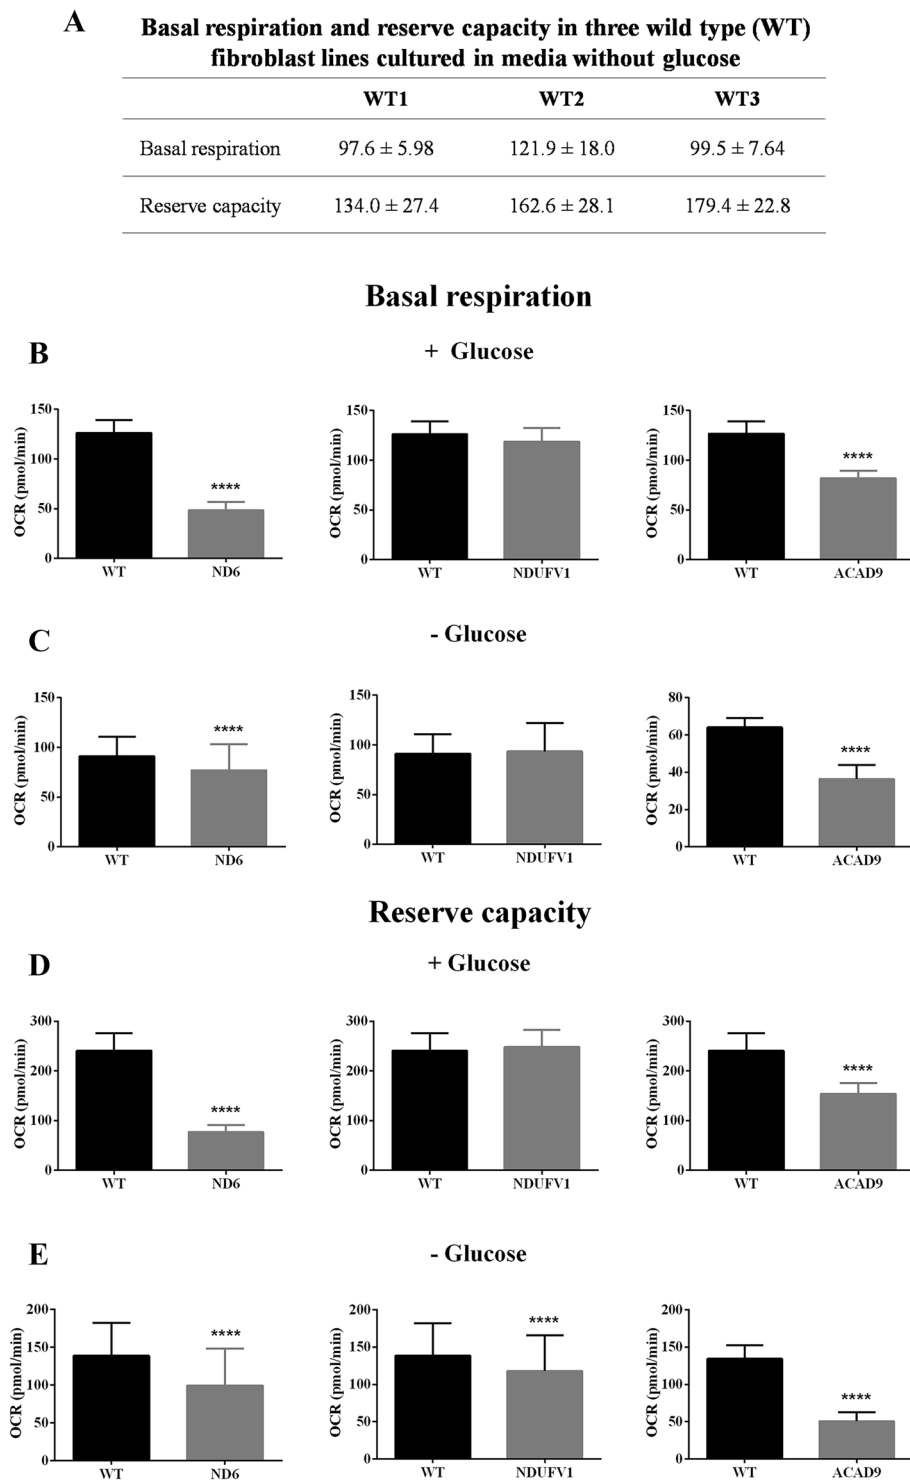 A
Basal respiration and reserve capacity in three wild type (WT)
fibroblast lines cultured in media without glucose
WT1 WT2 WT3
Basal respiration 97.6 ± 5.98 121.9 ± 18.0 99.5 ± 7.64
Reserve capacity 134.0 ± 27.4 162.6 ± 28.1 179.4 ± 22.8
Basal respiration
B
+ Glucose
OCR (pmol/min)
150
100
50
0
****
WT ND6
OCR (pmol/min)
150
100
50
0
WT NDUFV1
OCR (pmol/min)
150
100
50
0
****
WT ACAD9
C
- Glucose
OCR (pmol/min)
150
100
50
0
****
WT ND6
OCR (pmol/min)
150
100
50
0
WT NDUFV1
OCR (pmol/min)
80
60
40
20
0
****
WT ACAD9
Reserve capacity
D
+ Glucose
OCR (pmol/min)
300
200
100
0
****
WT ND6
OCR (pmol/min)
300
200
100
0
WT NDUFV1
OCR (pmol/min)
300
200
100
0
****
WT ACAD9
E
- Glucose
OCR (pmol/min)
200
150
100
50
0
****
WT ND6
OCR (pmol/min)
200
150
100
50
0
****
WT NDUFV1
OCR (pmol/min)
200
150
100
50
0
****
WT ACAD9